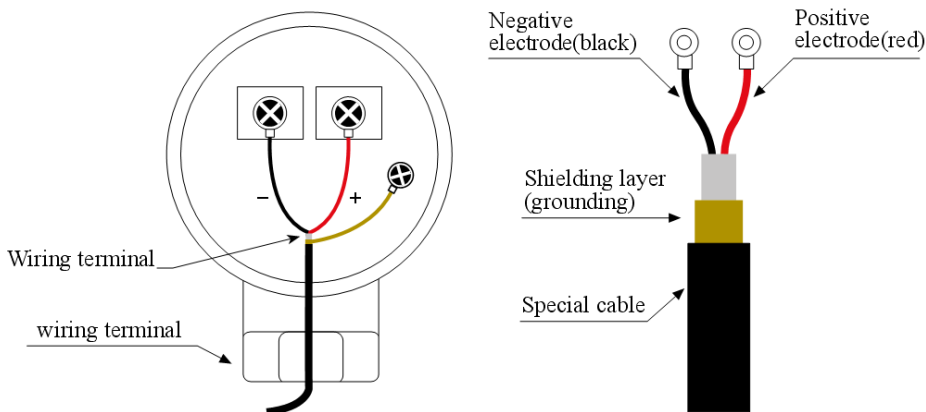 Negative
electrode(black)
Positive
electrode(red)
−
+
Shielding layer
(grounding)
Wiring terminal
Special cable
wiring terminal